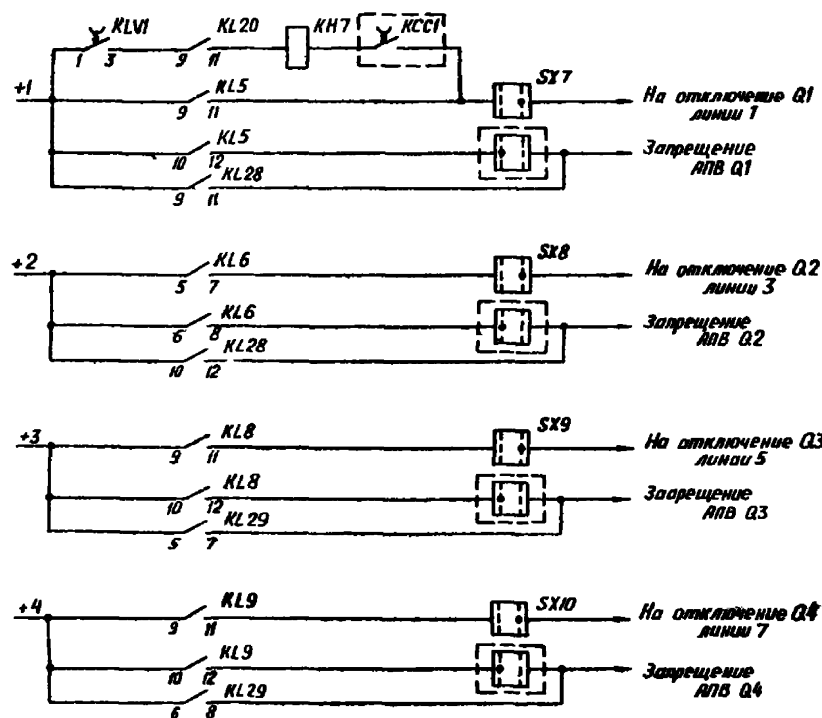 KLV1 KL20 KH7 KCC1
1 3 9 11
+1 KL5 SX7 На отключение Q1
9 11 линии 1
KL5 Запрещение
10 12 АПВ Q1
KL28
9 11
+2 KL6 SX8 На отключение Q2
5 7 линии 3
KL6 Запрещение
6 8 АПВ Q2
KL28
10 12
+3 KL8 SX9 На отключение Q3
9 11 линии 5
KL8 Запрещение
10 12 АПВ Q3
KL29
5 7
+4 KL9 SX10 На отключение Q4
9 11 линии 7
KL9 Запрещение
10 12 АПВ Q4
KL29
6 8